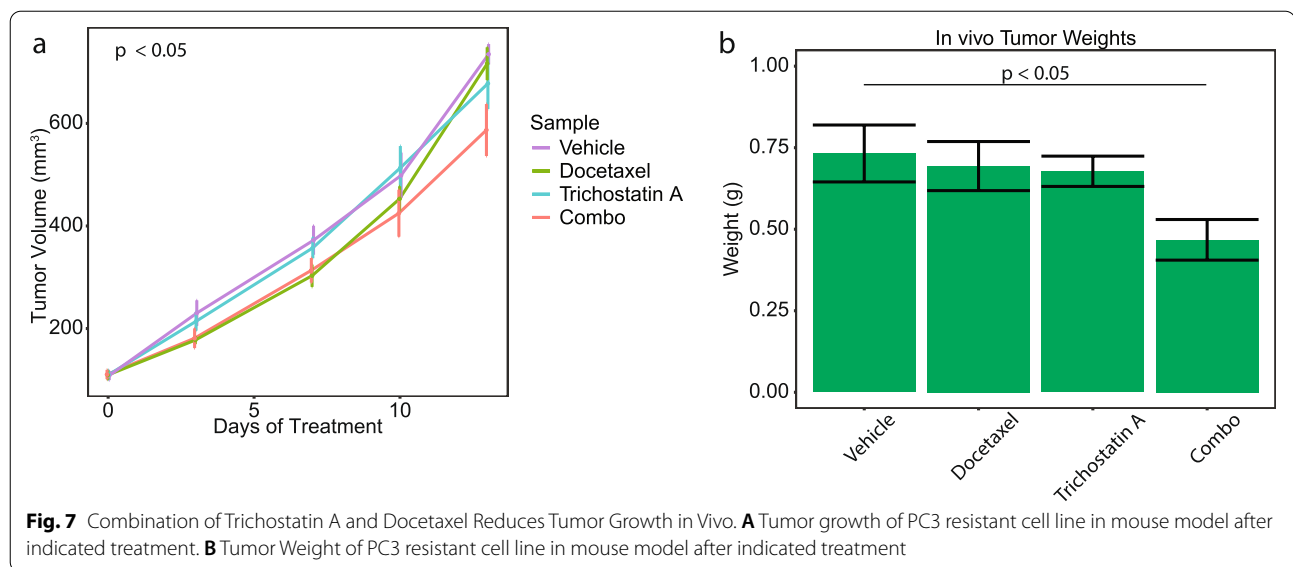 a
p < 0.05
600
400
200
Tumor Volume (mm³)
0 5 10
Days of Treatment
Sample
Vehicle
Docetaxel
Trichostatin A
Combo
b
In vivo Tumor Weights
p < 0.05
1.00
0.75
0.50
0.25
0.00
Weight (g)
Vehicle
Docetaxel
Trichostatin A
Combo
Fig. 7 Combination of Trichostatin A and Docetaxel Reduces Tumor Growth in Vivo. A Tumor growth of PC3 resistant cell line in mouse model after
indicated treatment. B Tumor Weight of PC3 resistant cell line in mouse model after indicated treatment